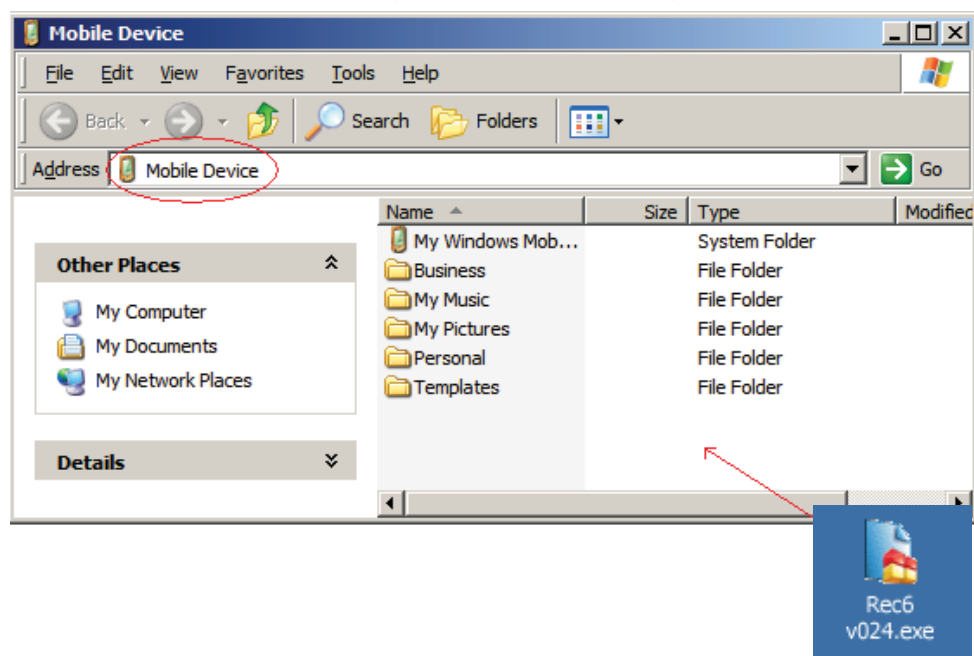 Mobile Device
File Edit View Favorites Tools Help
Back Search Folders
Address Mobile Device Go
Name Size Type Modified
My Windows Mob... System Folder
Business File Folder
My Music File Folder
My Pictures File Folder
Personal File Folder
Templates File Folder
Other Places
My Computer
My Documents
My Network Places
Details
Rec6
v024.exe